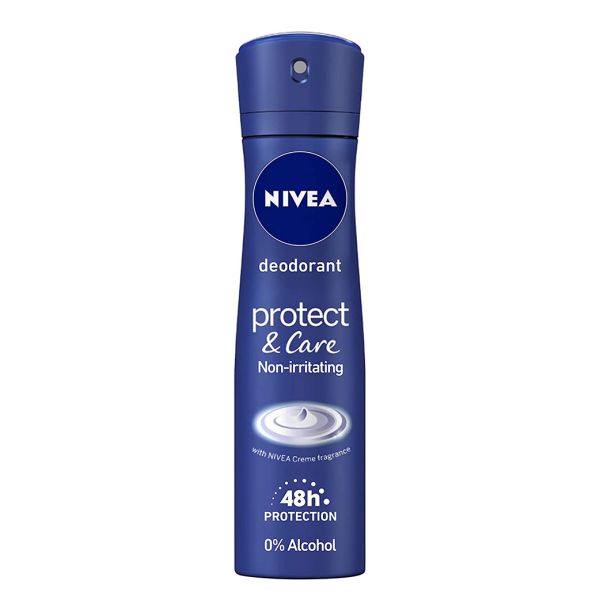 NIVEA
deodorant
protect
& Care
Non-irritating
with NIVEA Creme fragrance
48h
PROTECTION
0% Alcohol